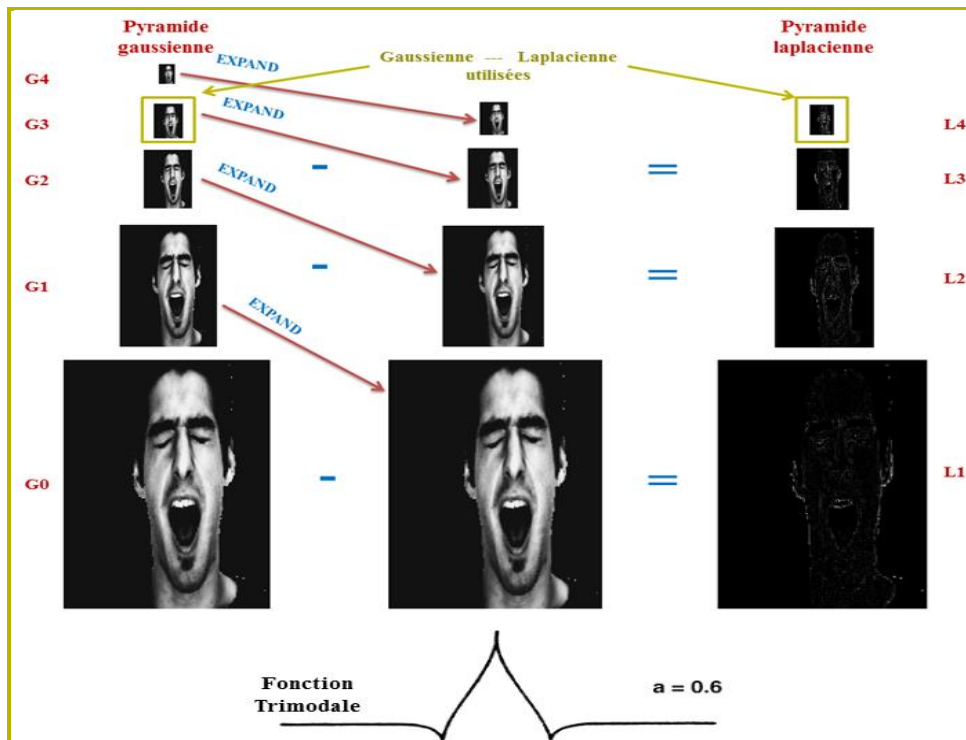 Pyramide
gaussienne
Pyramide
laplacienne
Gaussienne --- Laplacienne
utilisées
G4
EXPAND
G3
EXPAND
L4
G2
EXPAND
-
=
L3
G1
EXPAND
-
=
L2
G0
-
=
L1
Fonction
Trimodale
a = 0.6